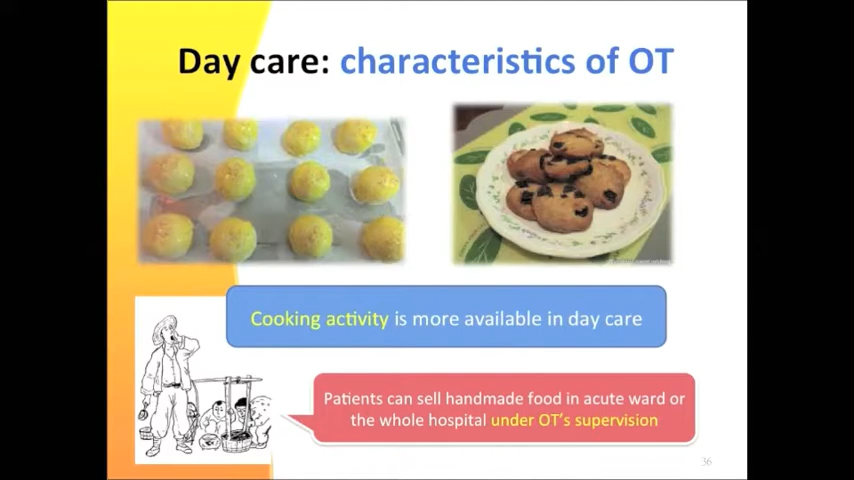 Day care: characteristics of OT
Cooking activity is more available in day care
Patients can sell handmade food in acute ward or
the whole hospital under OT's supervision
36